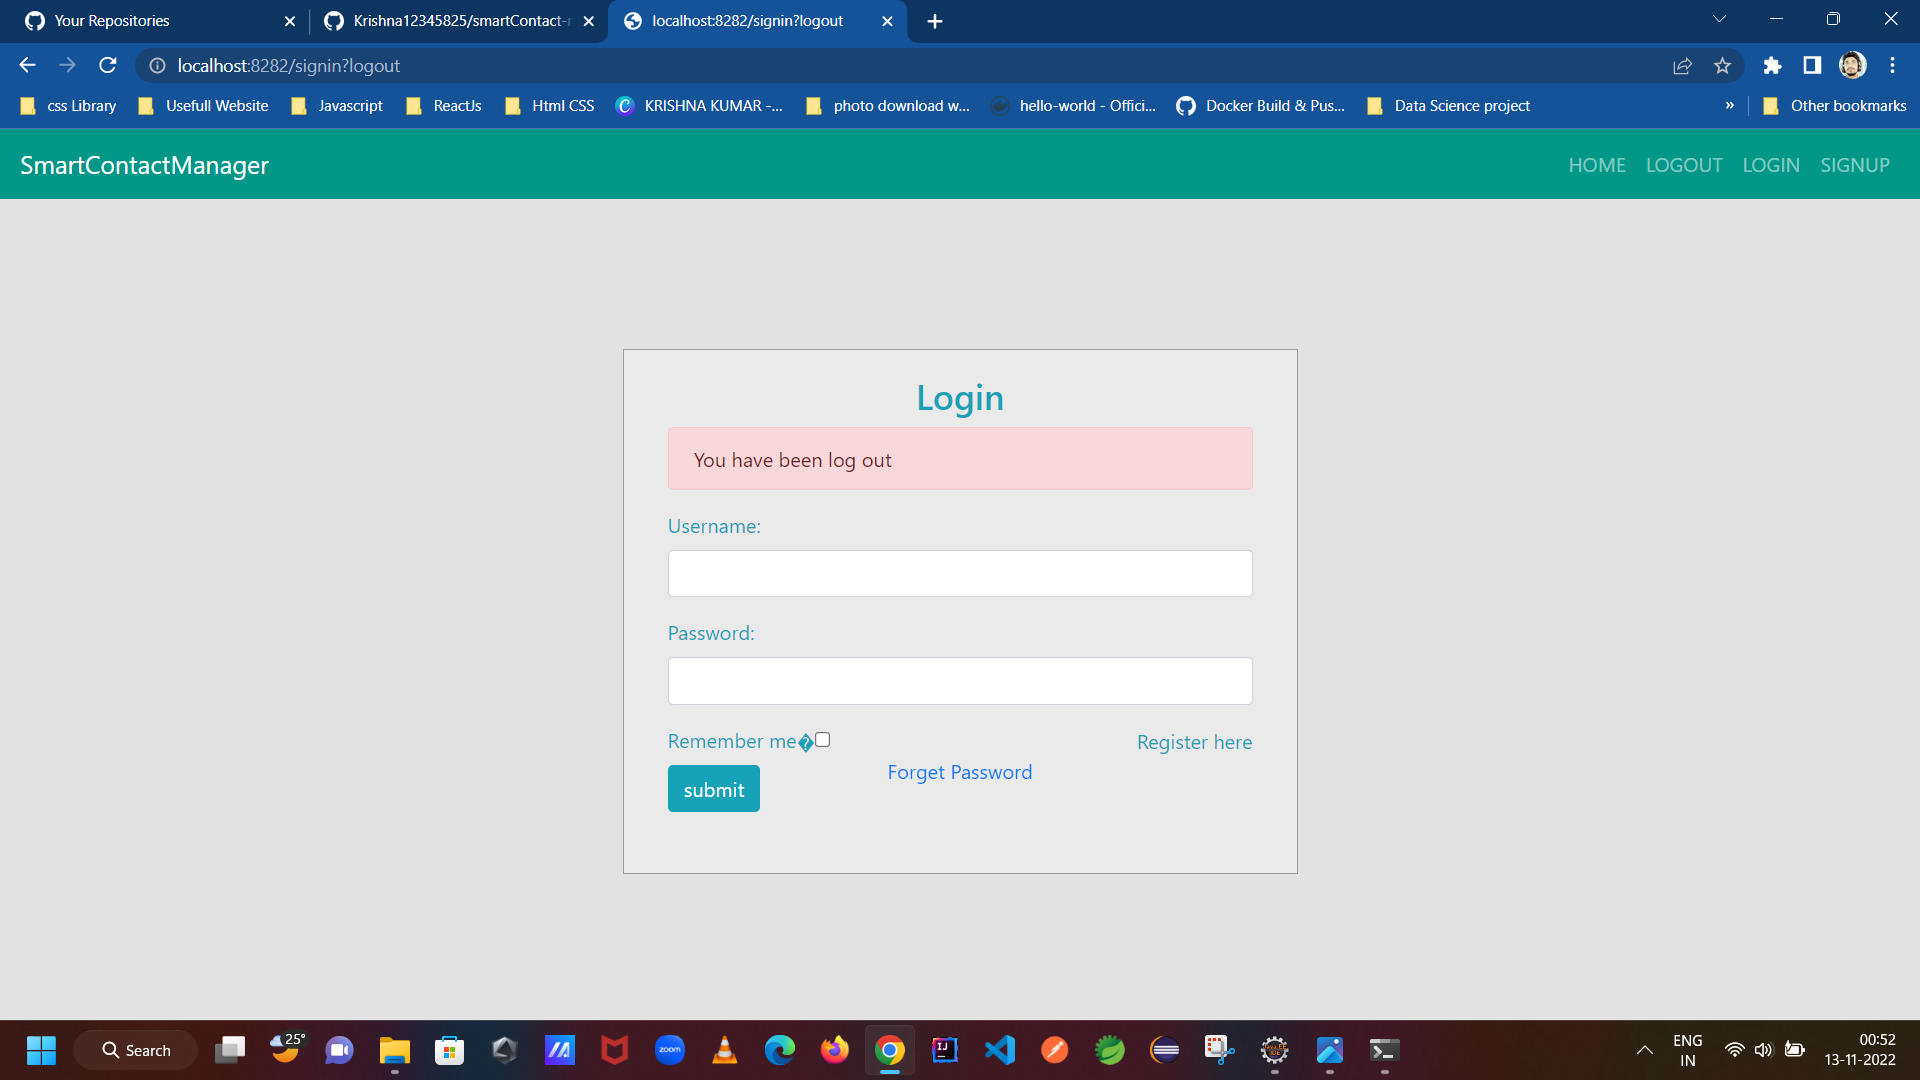 Your Repositories
Krishna12345825/smartContact-
localhost:8282/signin?logout
localhost:8282/signin?logout
css Library
Usefull Website
Javascript
ReactJs
Html CSS
KRISHNA KUMAR -...
photo download w...
hello-world - Offici...
Docker Build & Pus...
Data Science project
»
Other bookmarks
SmartContactManager
HOME LOGOUT LOGIN SIGNUP
Login
You have been log out
Username:
Password:
Remember me�
Register here
Forget Password
submit
Search
25°
zoom
ENG
IN
00:52
13-11-2022